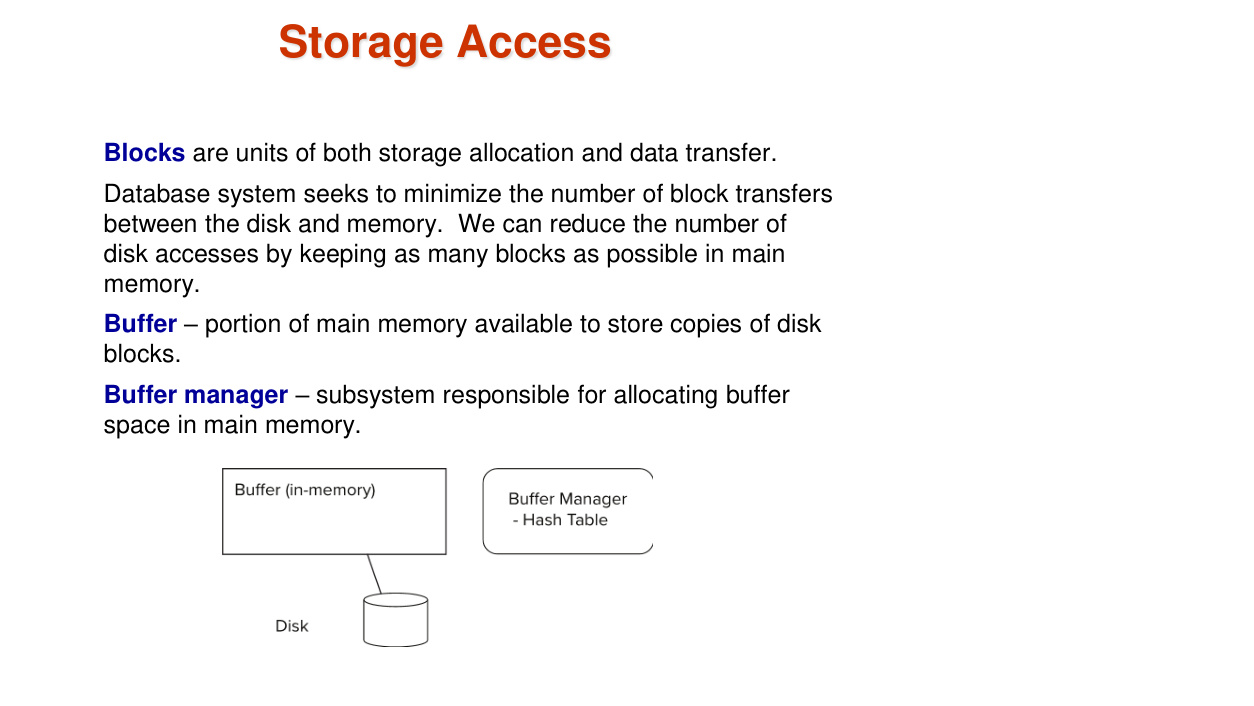 Storage Access
Blocks are units of both storage allocation and data transfer.
Database system seeks to minimize the number of block transfers
between the disk and memory.  We can reduce the number of
disk accesses by keeping as many blocks as possible in main
memory.
Buffer – portion of main memory available to store copies of disk
blocks.
Buffer manager – subsystem responsible for allocating buffer
space in main memory.
Buffer (in-memory)
Buffer Manager
- Hash Table
Disk